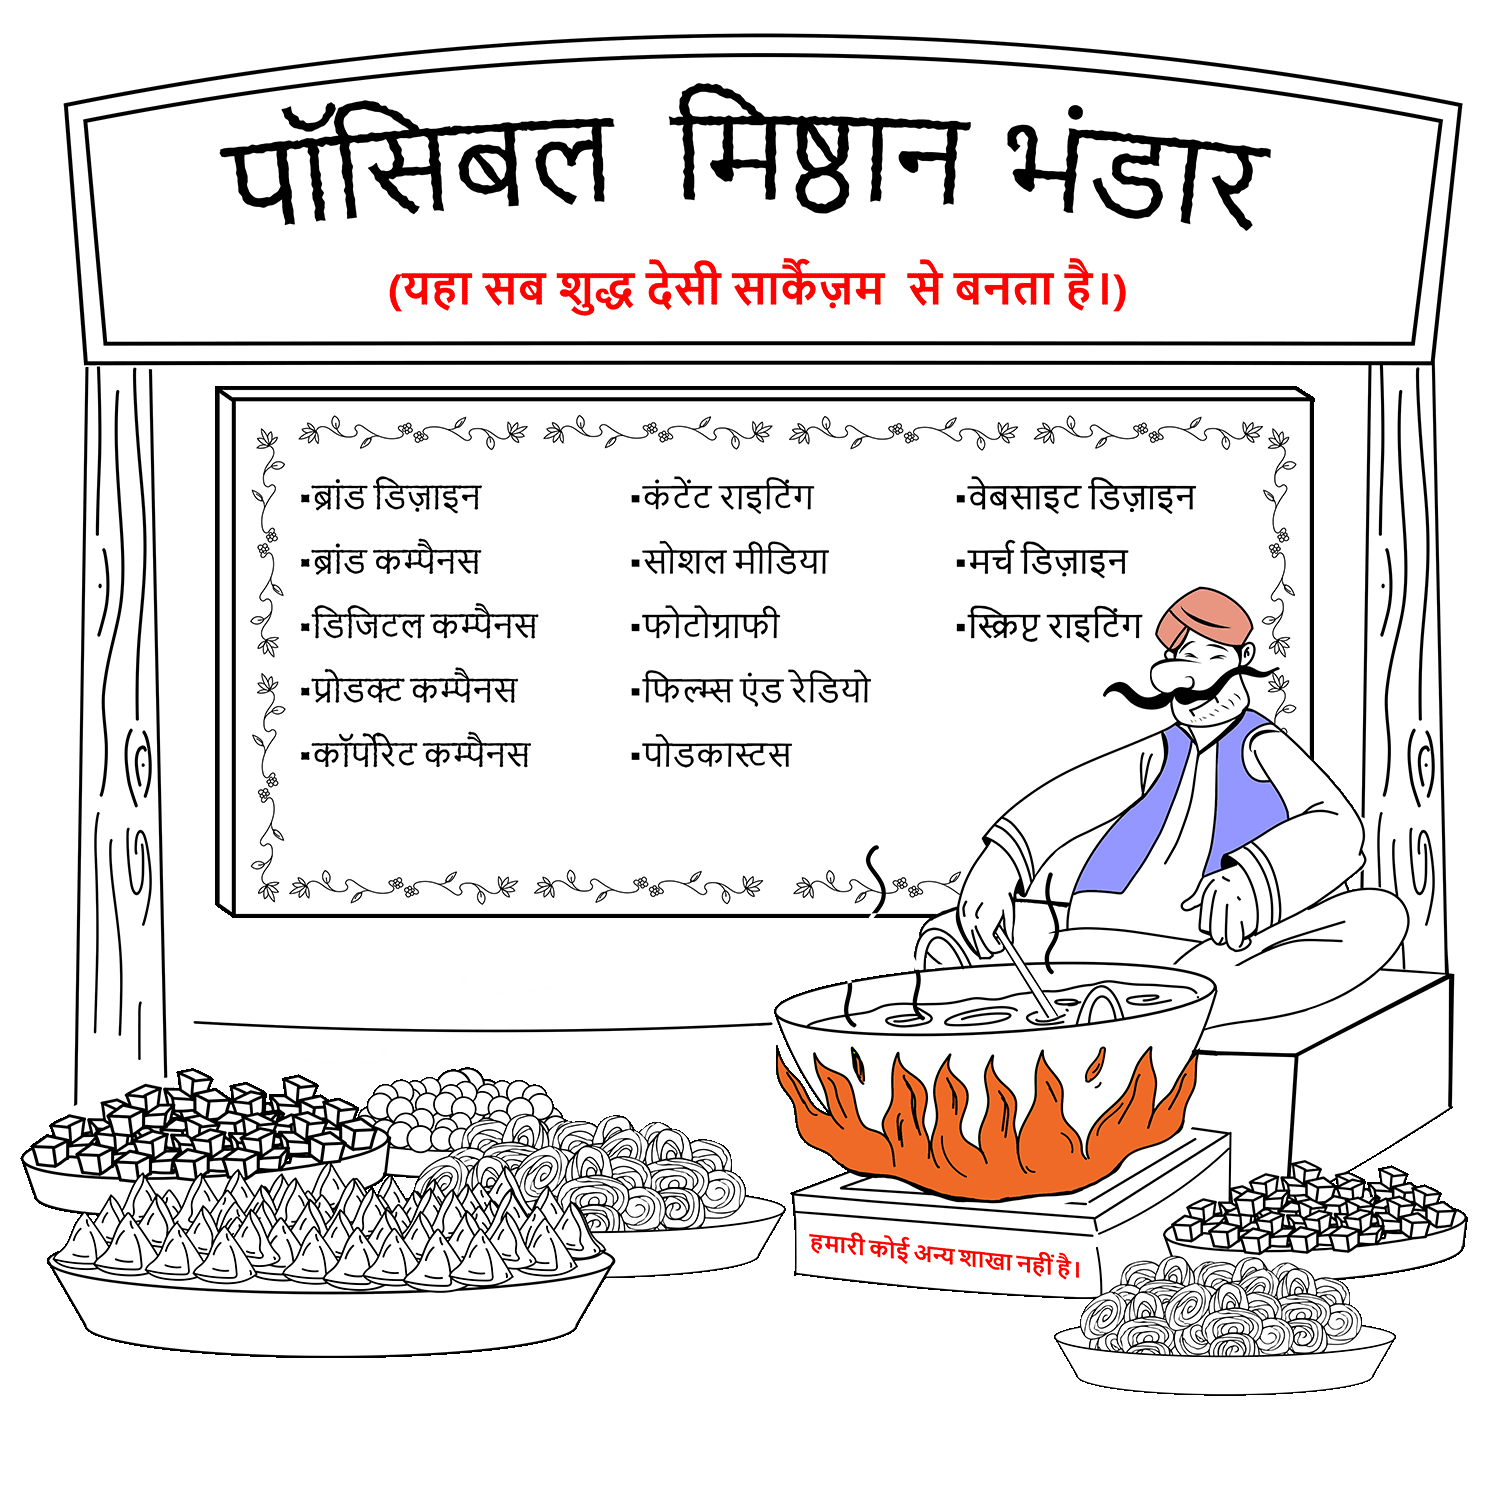 पॉसिबल मिष्ठान भंडार
(यहा सब शुद्ध देसी सार्कैज़म से बनता है।)
▪ब्रांड डिज़ाइन
▪ब्रांड कम्पैनस
▪डिजिटल कम्पैनस
▪प्रोडक्ट कम्पैनस
▪कॉर्पोरेट कम्पैनस
▪कंटेंट राइटिंग
▪सोशल मीडिया
▪फोटोग्राफी
▪फिल्म्स एंड रेडियो
▪पोडकास्टस
▪वेबसाइट डिज़ाइन
▪मर्च डिज़ाइन
▪स्क्रिप्ट राइटिंग
हमारी कोई अन्य शाखा नहीं है।